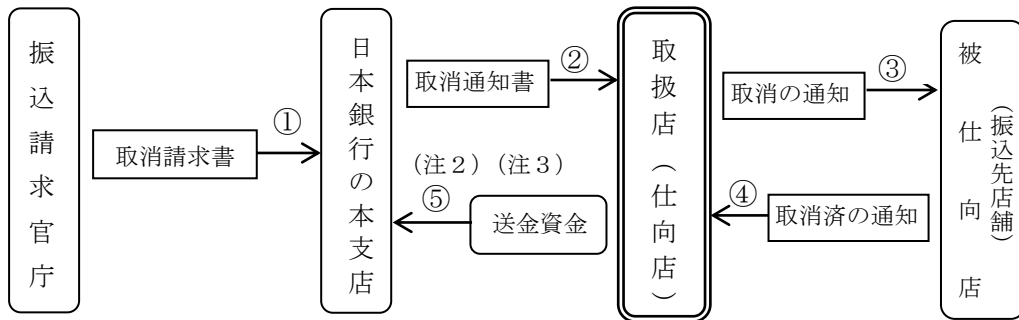 振込請求官庁
①
取消請求書
日本銀行の本支店
②
取消通知書
(注2)(注3)
⑤
送金資金
取扱店(仕向店)
③
取消の通知
④
取消済の通知
被仕向店
(振込先店舗)